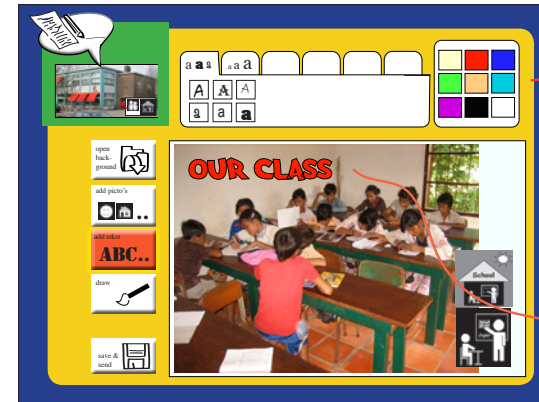 a a a a a a
A A A
a a a
open
back-
ground
add picto's
add tekst
ABC..
draw
save &
send
OUR CLASS
School